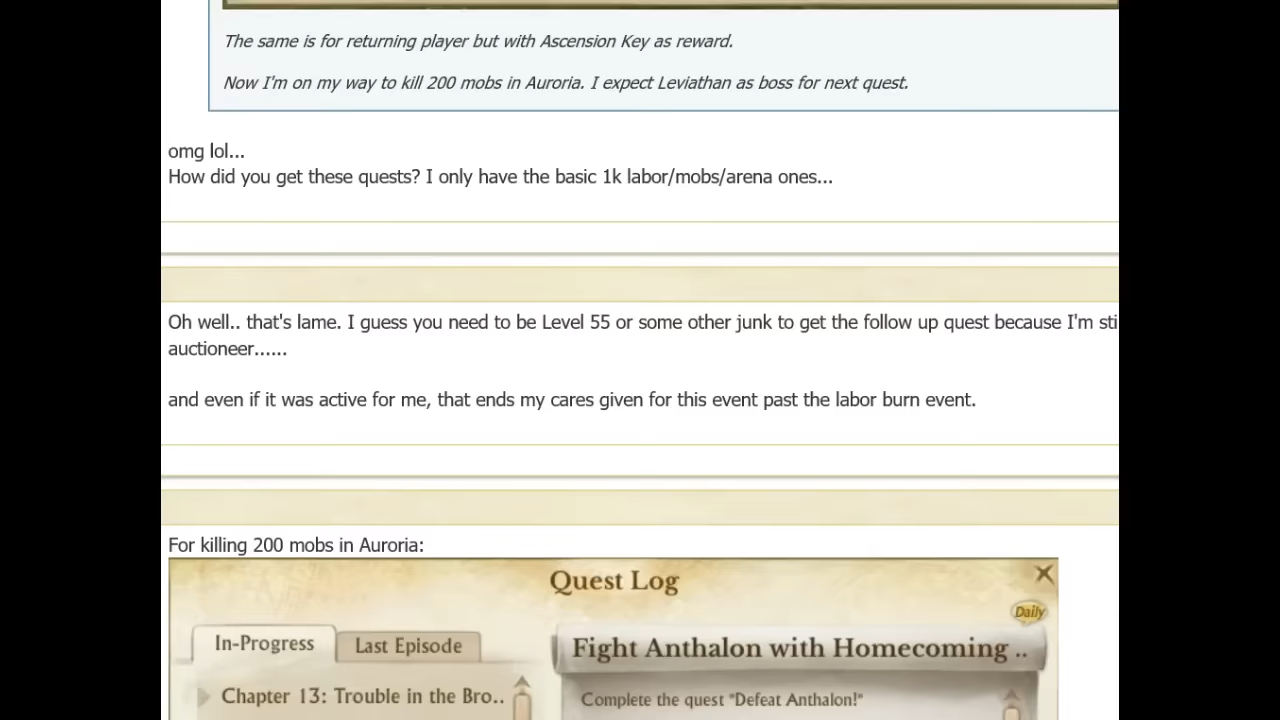 The same is for returning player but with Ascension Key as reward.
Now I'm on my way to kill 200 mobs in Auroria. I expect Leviathan as boss for next quest.
omg lol...
How did you get these quests? I only have the basic 1k labor/mobs/arena ones...
Oh well.. that's lame. I guess you need to be Level 55 or some other junk to get the follow up quest because I'm sti
auctioneer......
and even if it was active for me, that ends my cares given for this event past the labor burn event.
For killing 200 mobs in Auroria:
Quest Log
Daily
In-Progress
Last Episode
Fight Anthalon with Homecoming ..
Chapter 13: Trouble in the Bro..
Complete the quest "Defeat Anthalon!"